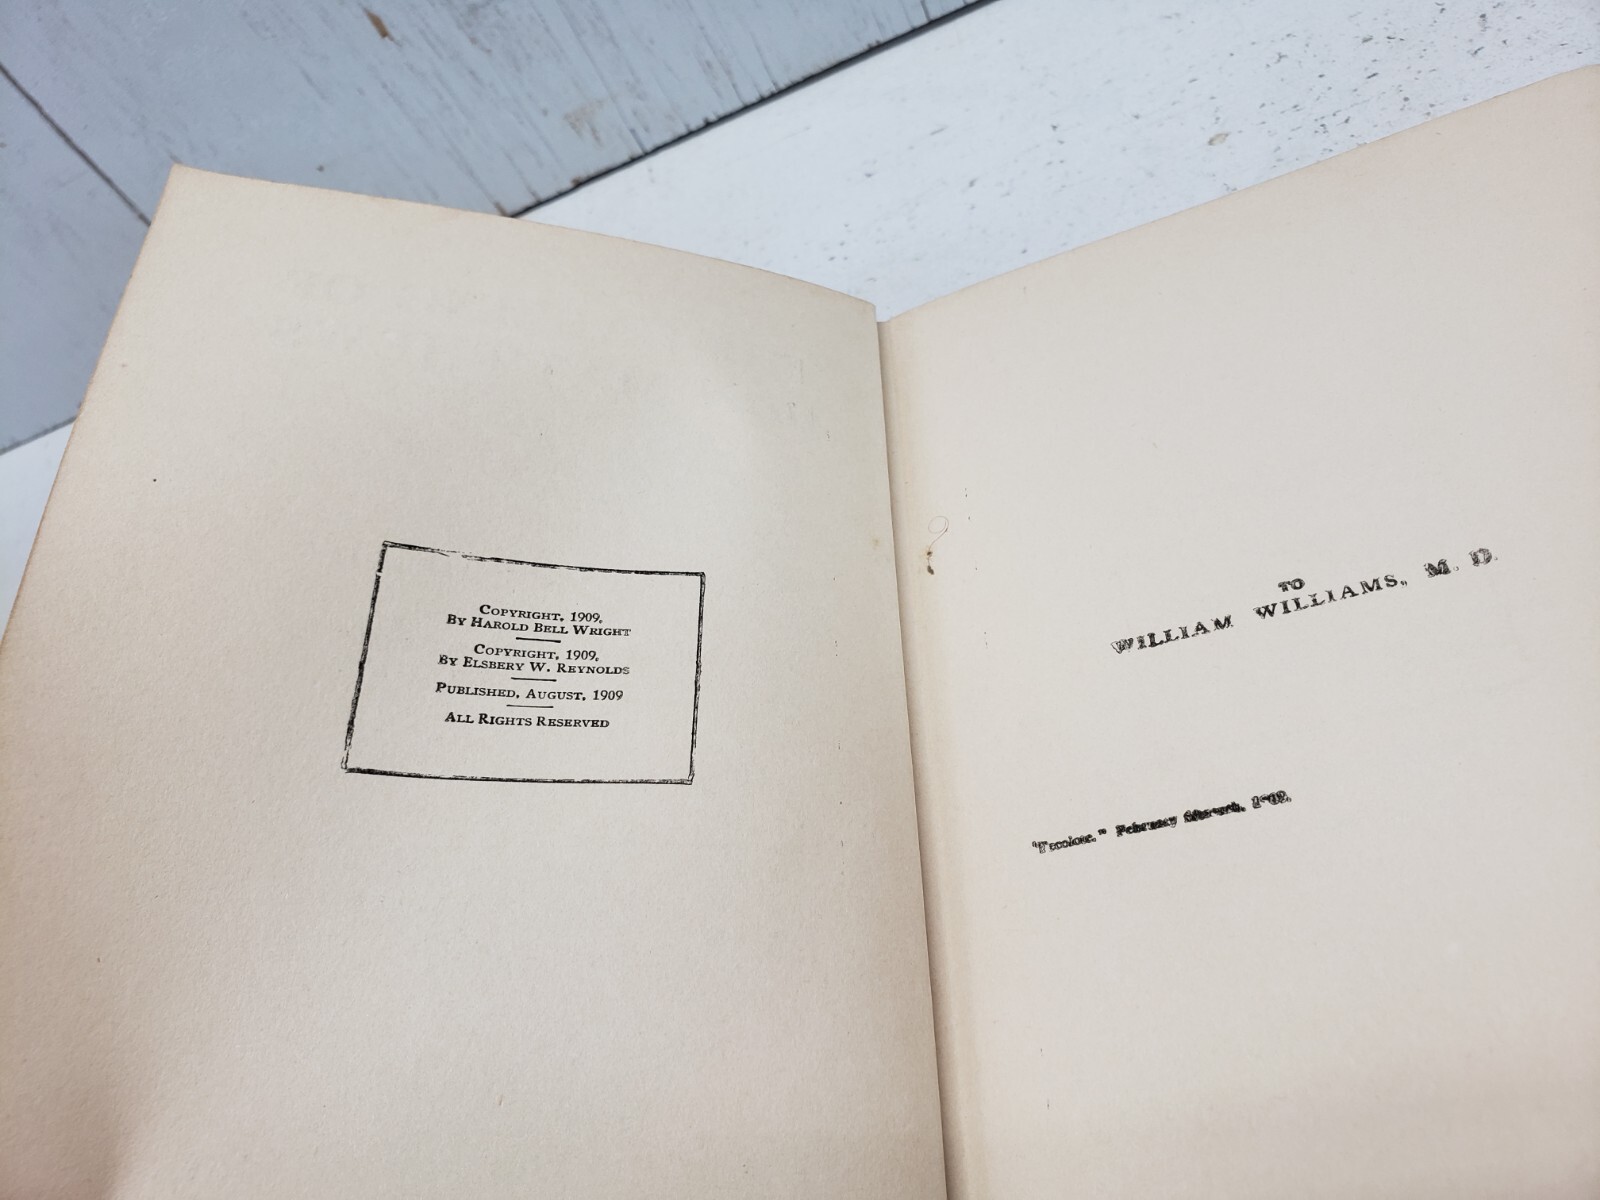 COPYRIGHT, 1909,
BY HAROLD BELL WRIGHT
COPYRIGHT, 1909,
BY ELSBERY W. REYNOLDS
PUBLISHED, AUGUST, 1909
ALL RIGHTS RESERVED
TO
WILLIAM WILLIAMS, M. D.
February